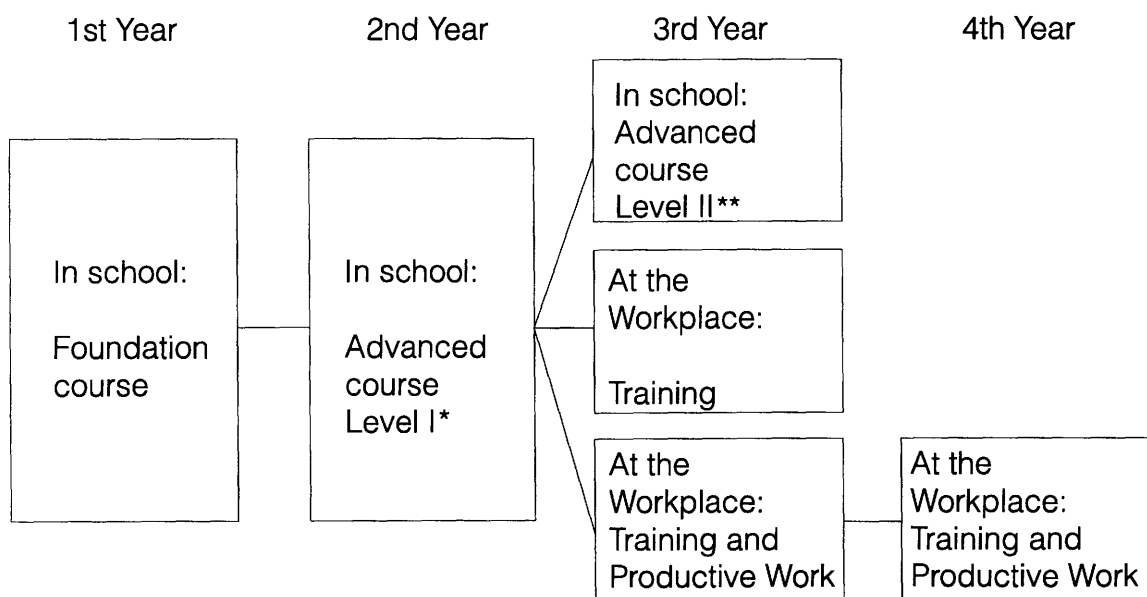 1st Year
2nd Year
3rd Year
4th Year
In school:
Foundation
course
In school:
Advanced
course
Level I*
In school:
Advanced
course
Level II**
At the
Workplace:
Training
At the
Workplace:
Training and
Productive Work
At the
Workplace:
Training and
Productive Work